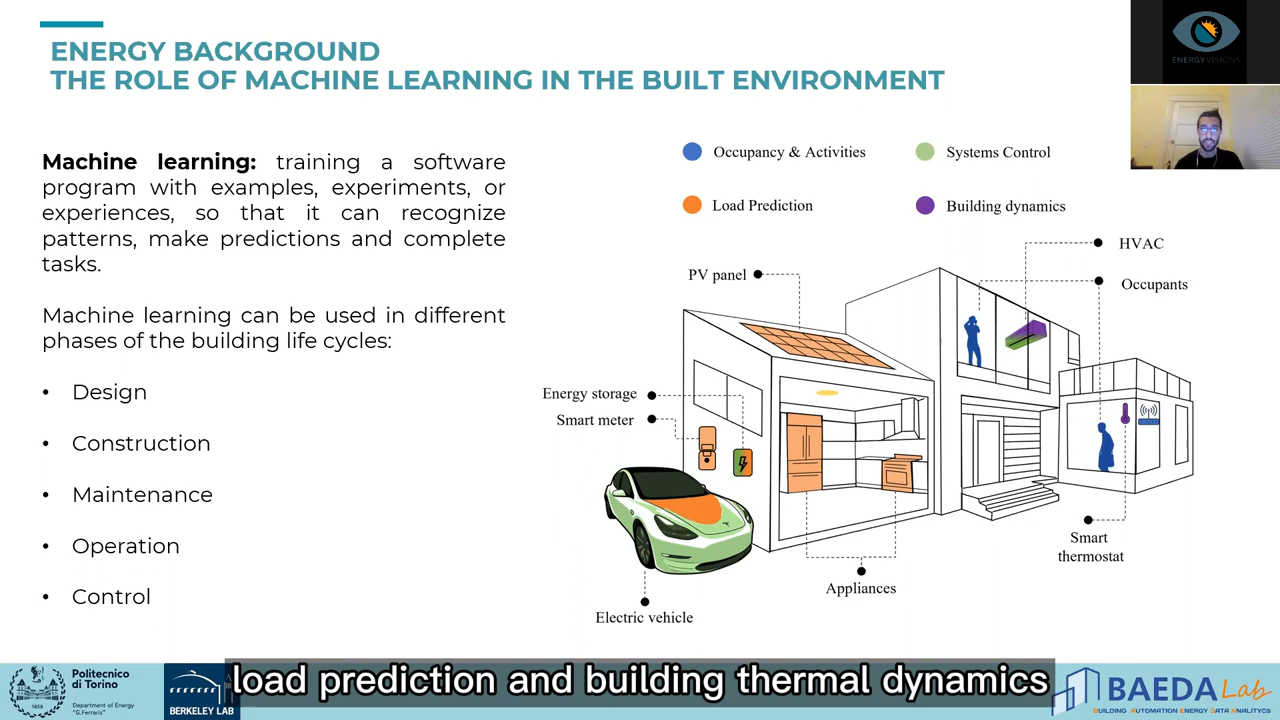 ENERGY BACKGROUND
THE ROLE OF MACHINE LEARNING IN THE BUILT ENVIRONMENT
ENERGY VISIONS
Machine learning: training a software
program with examples, experiments, or
experiences, so that it can recognize
patterns, make predictions and complete
tasks.
Machine learning can be used in different
phases of the building life cycles:
• Design
• Construction
• Maintenance
• Operation
• Control
Occupancy & Activities
Systems Control
Load Prediction
Building dynamics
HVAC
PV panel
Occupants
Energy storage
Smart meter
Smart
thermostat
Appliances
Electric vehicle
load prediction and building thermal dynamics
Politecnico
di Torino
Department of Energy
"G.Ferraris"
1859
BERKELEY LAB
BAEDA Lab
BUILDING AUTOMATION ENERGY DATA ANALITYCS